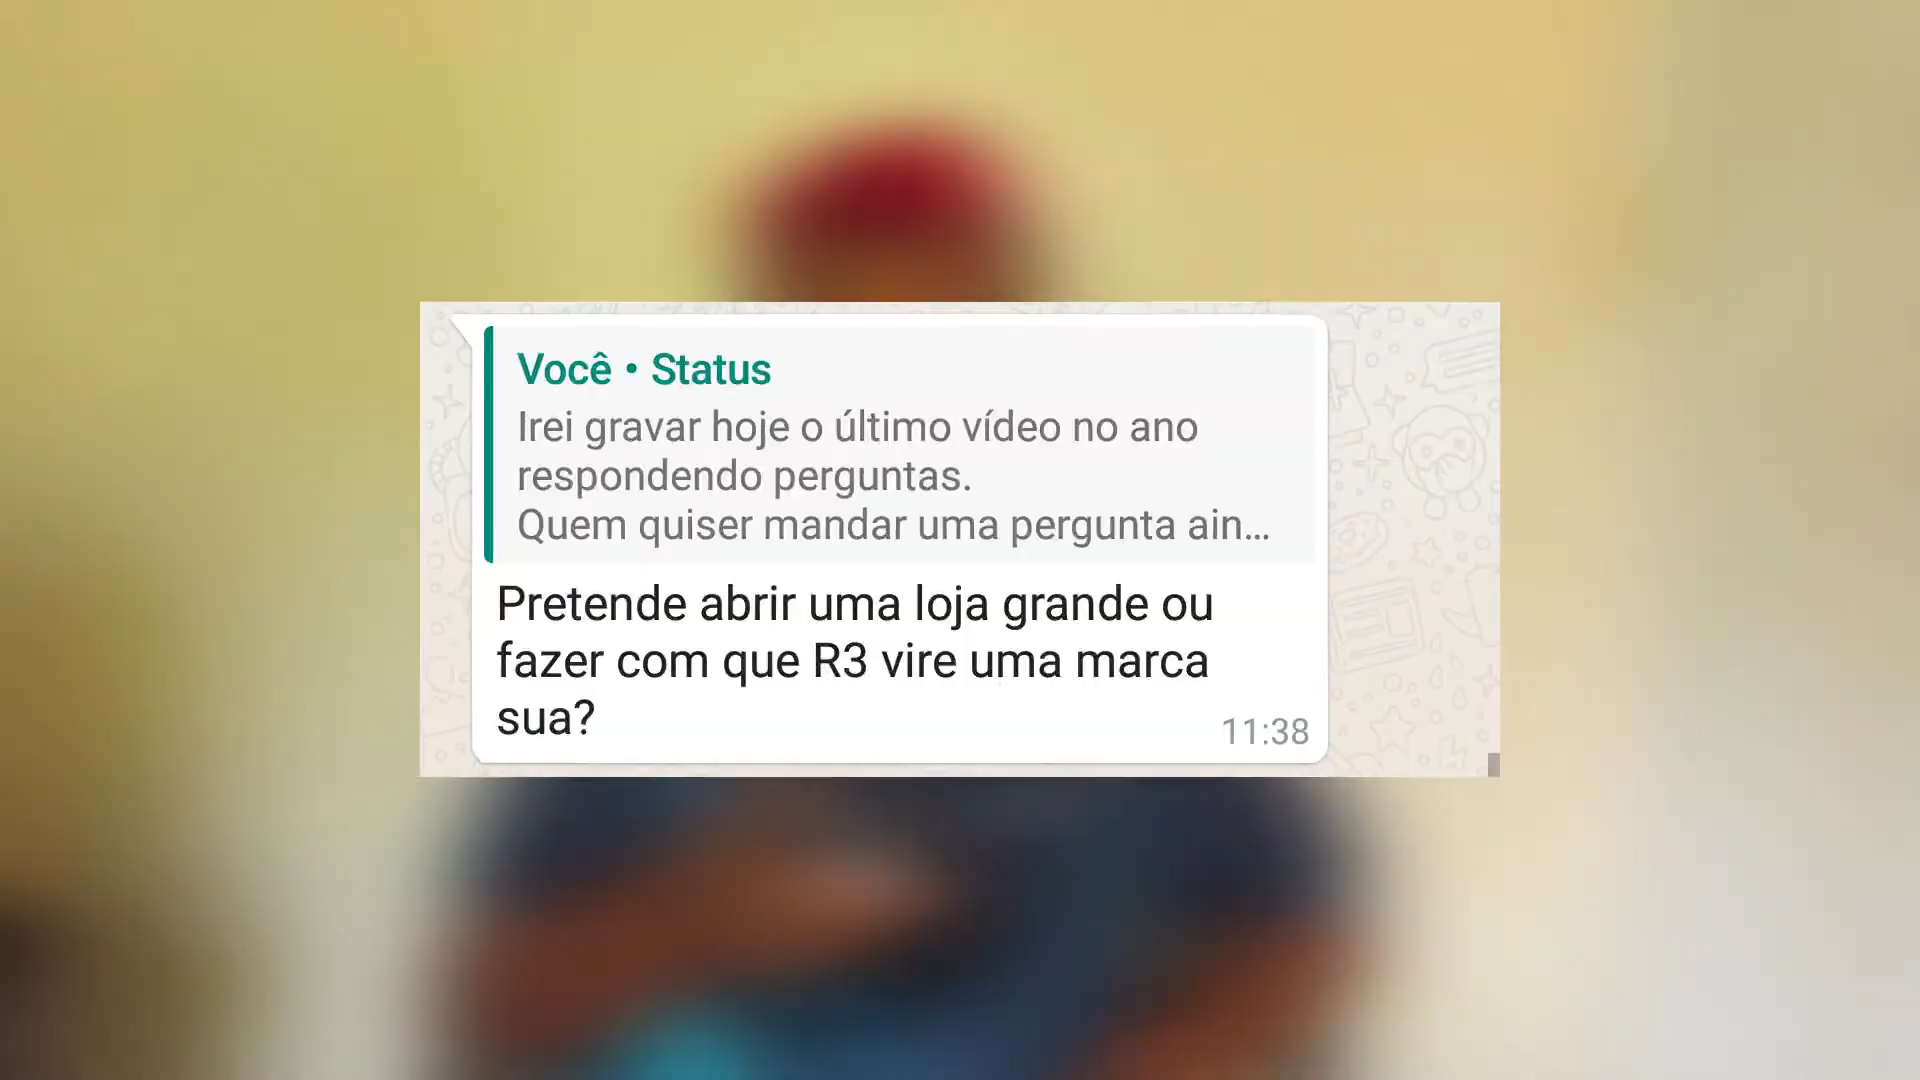 Você • Status
Irei gravar hoje o último vídeo no ano
respondendo perguntas.
Quem quiser mandar uma pergunta ain...
Pretende abrir uma loja grande ou
fazer com que R3 vire uma marca
sua?
11:38